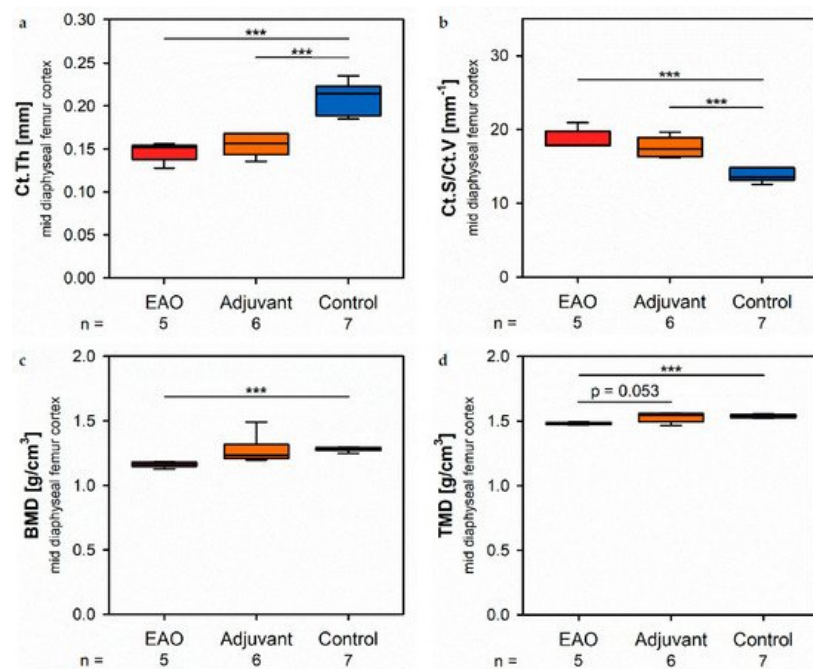 a
***
***
0.30
0.25
0.20
0.15
0.10
0.05
0.00
Ct.Th [mm]
mid diaphyseal femur cortex
EAO Adjuvant Control
n = 5 6 7
b
***
***
30
20
10
0
Ct.S/Ct.V [mm⁻¹]
mid diaphyseal femur cortex
EAO Adjuvant Control
n = 5 6 7
c
***
2.0
1.5
1.0
0.5
0.0
BMD [g/cm³]
mid diaphyseal femur cortex
EAO Adjuvant Control
n = 5 6 7
d
***
p = 0.053
2.0
1.5
1.0
0.5
0.0
TMD [g/cm³]
mid diaphyseal femur cortex
EAO Adjuvant Control
n = 5 6 7